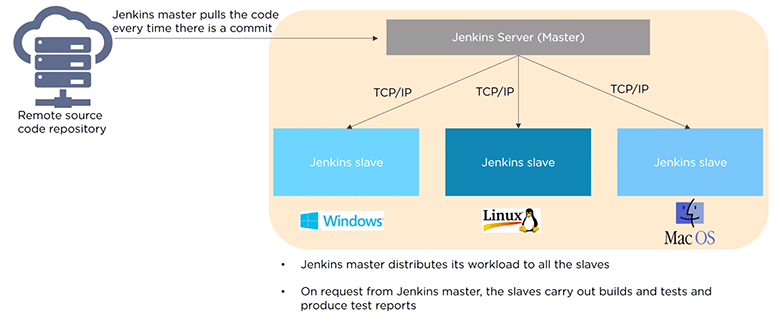 Jenkins master pulls the code
every time there is a commit
Jenkins Server (Master)
TCP/IP
TCP/IP
TCP/IP
Remote source
code repository
Jenkins slave
Jenkins slave
Jenkins slave
Windows
Linux
Mac OS
• Jenkins master distributes its workload to all the slaves
• On request from Jenkins master, the slaves carry out builds and tests and
produce test reports